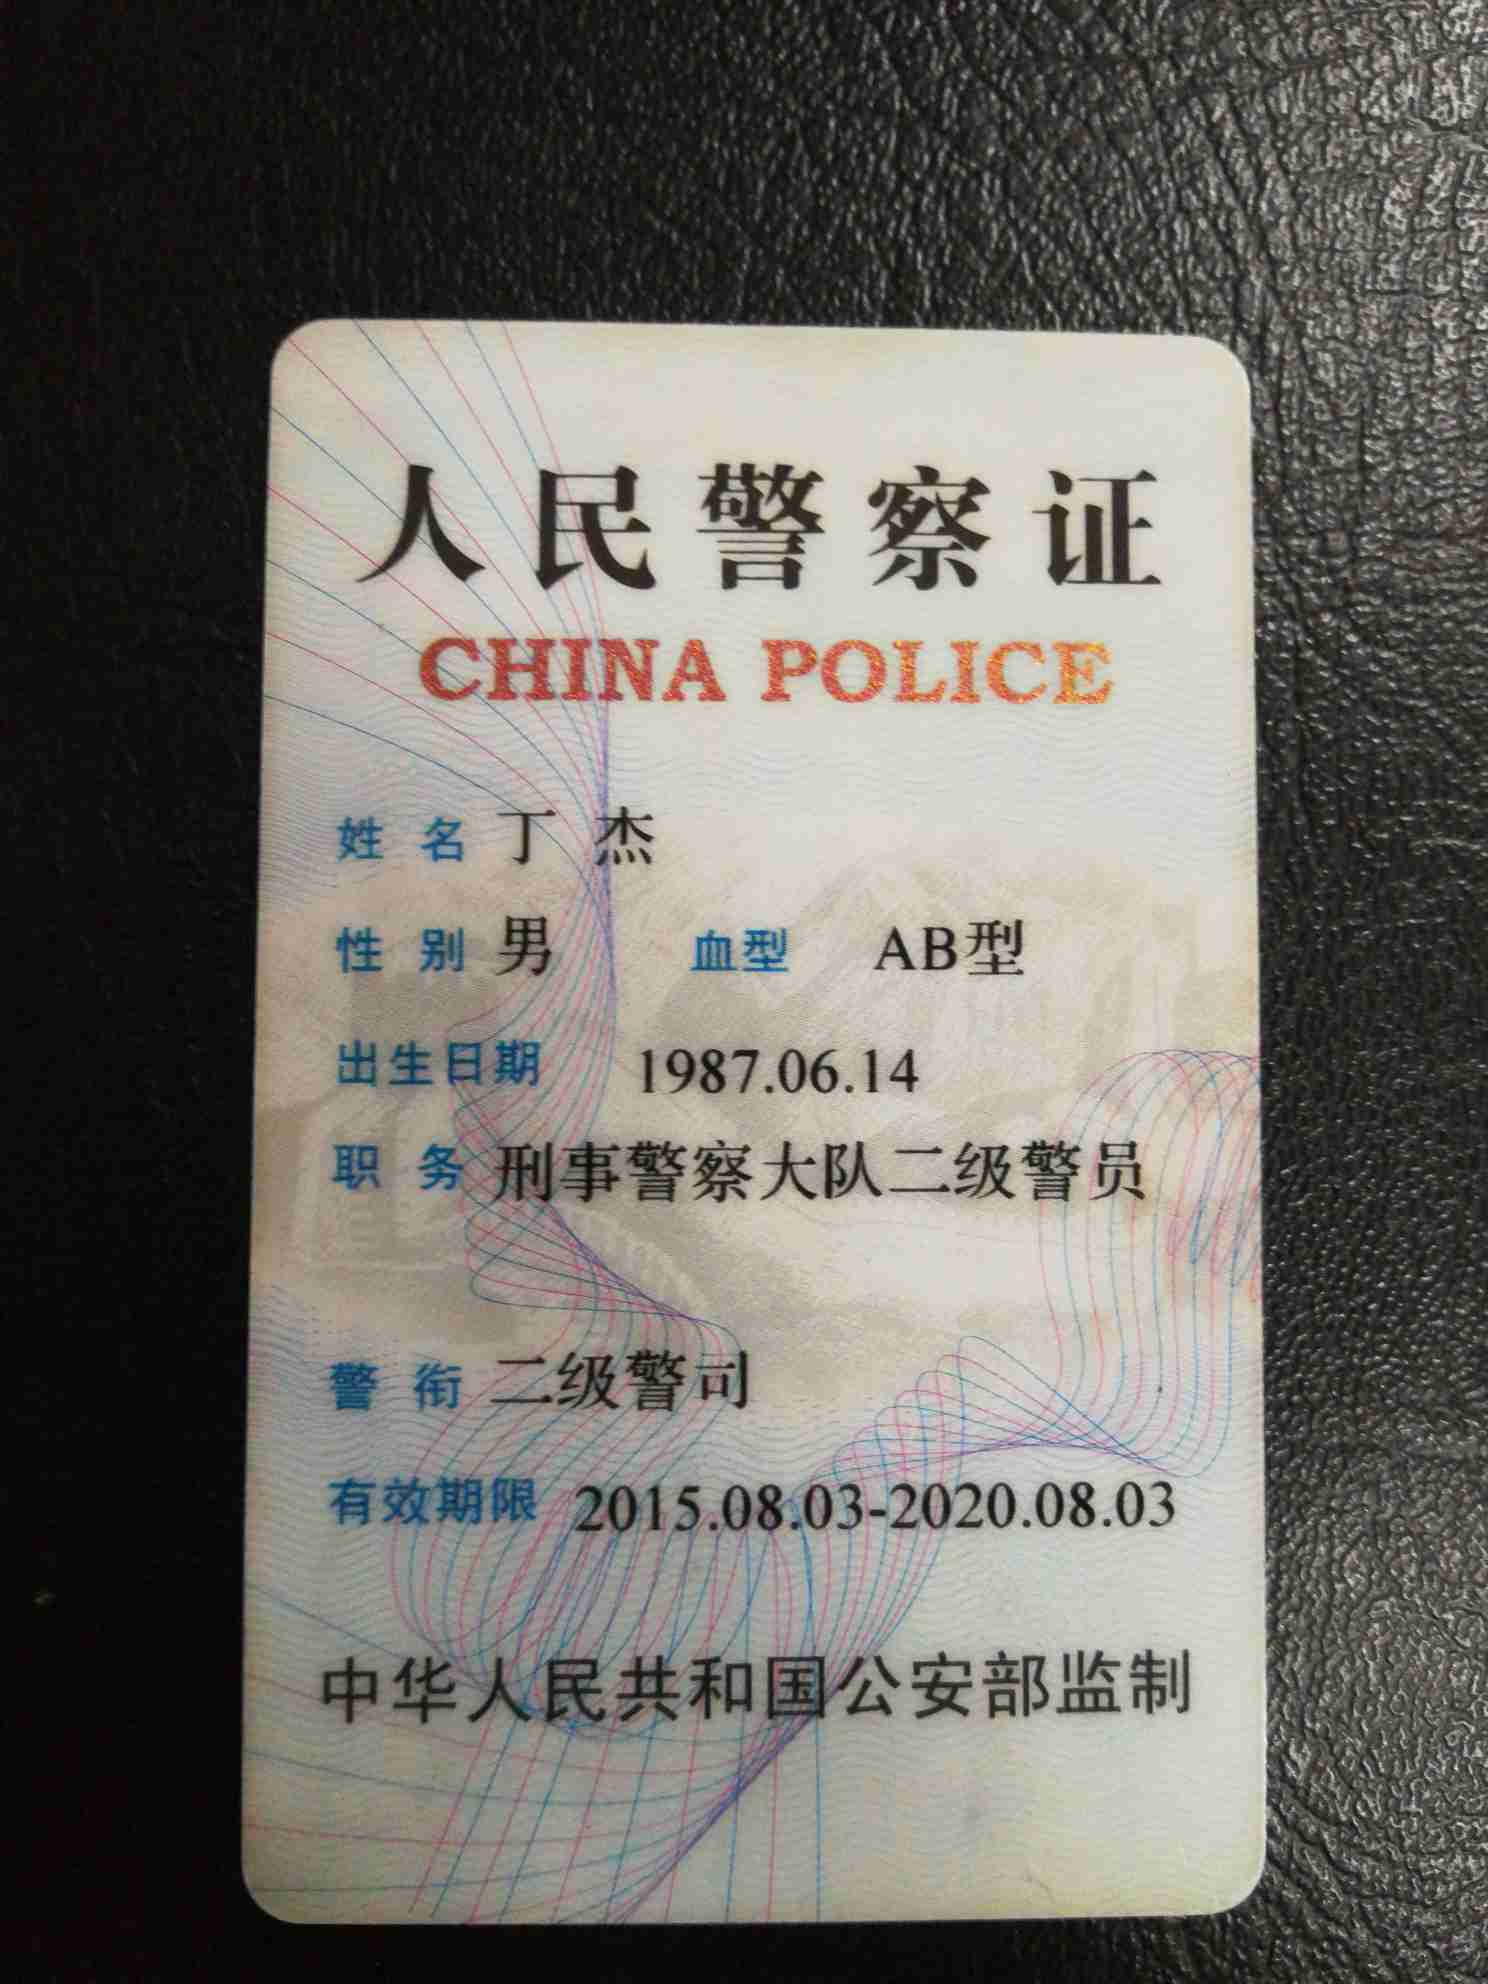 人民警察证
CHINA POLICE
姓名 丁杰
性别 男 血型 AB型
出生日期 1987.06.14
职务 刑事警察大队二级警员
警衔 二级警司
有效期限 2015.08.03-2020.08.03
中华人民共和国公安部监制